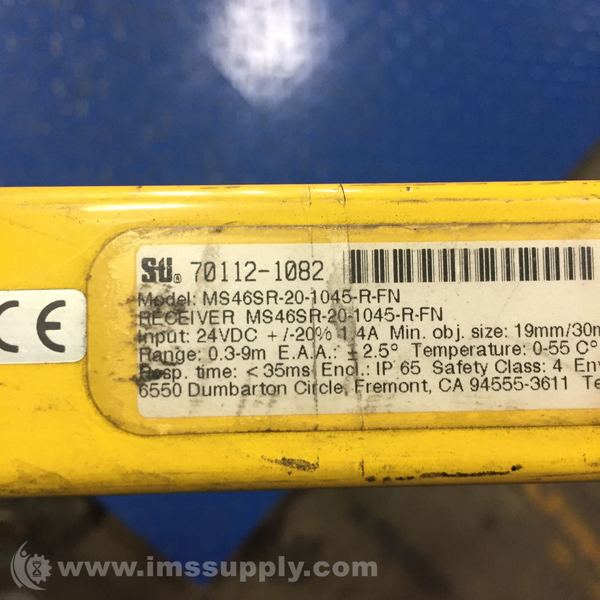 STI® 70112-1082
Model: MS46SR-20-1045-R-FN
RECEIVER MS46SR-20-1045-R-FN
Input: 24VDC +/-20% 1.4A Min. obj. size: 19mm/30m
Range: 0.3-9m E.A.A.: ± 2.5° Temperature: 0-55 C°
Resp. time: <35ms Encl.: IP 65 Safety Class: 4 Env
6550 Dumbarton Circle, Fremont, CA 94555-3611 Te
CE
www.imssupply.com